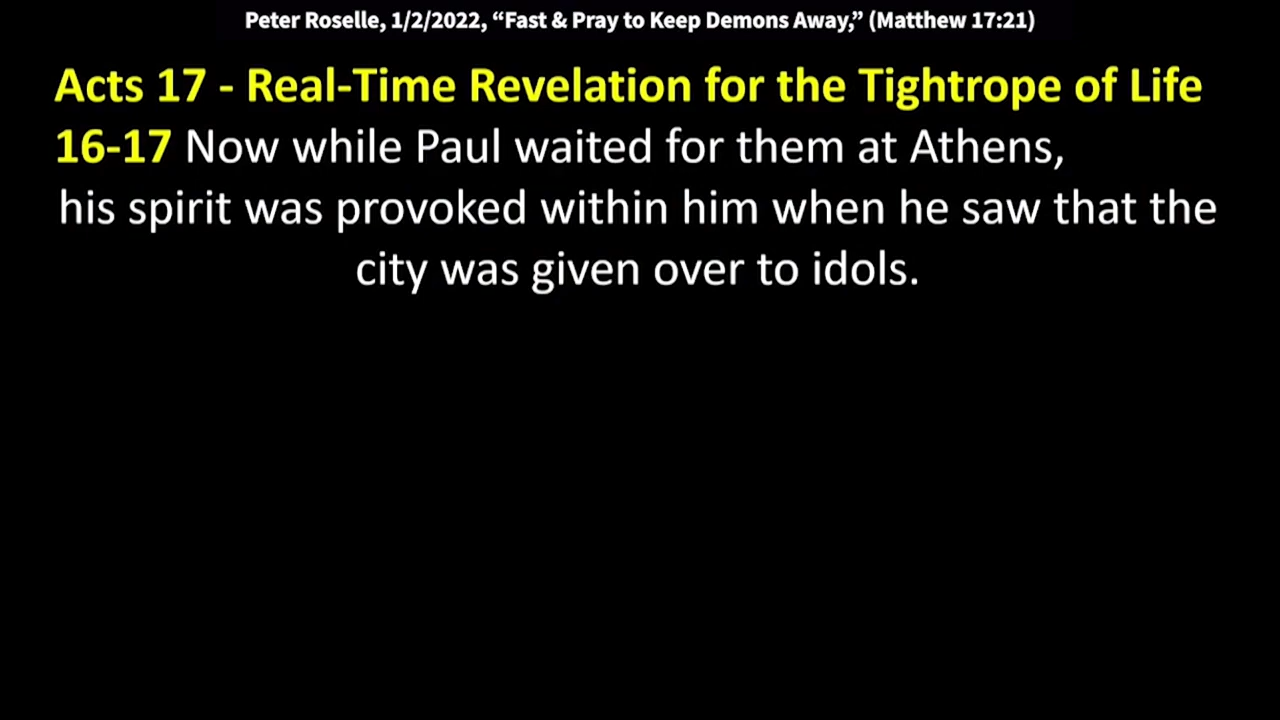 Peter Roselle, 1/2/2022, “Fast & Pray to Keep Demons Away,” (Matthew 17:21)
Acts 17 - Real-Time Revelation for the Tightrope of Life
16-17 Now while Paul waited for them at Athens,
his spirit was provoked within him when he saw that the
city was given over to idols.